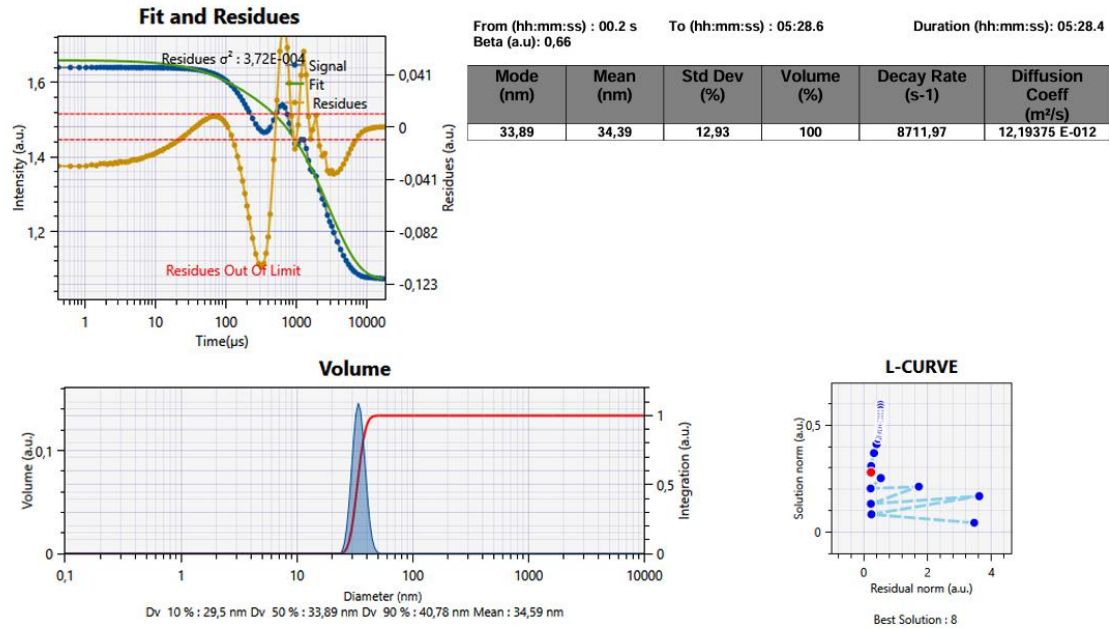 Fit and Residues
Residues σ² : 3,72E-004
Signal
Fit
Residues
Intensity (a.u.)
1,6
1,4
1,2
0,041
0
-0,041
-0,082
-0,123
Residues (a.u.)
Residues Out Of Limit
1 10 100 1000 10000
Time(µs)
From (hh:mm:ss) : 00.2 s To (hh:mm:ss) : 05:28.6 Duration (hh:mm:ss): 05:28.4
Beta (a.u): 0,66
Mode (nm) Mean (nm) Std Dev (%) Volume (%) Decay Rate (s-1) Diffusion Coeff (m²/s)
33,89 34,39 12,93 100 8711,97 12,19375 E-012
Volume
Volume (a.u.)
0,1
0
1
0,5
0
Integration (a.u.)
0,1 1 10 100 1000 10000
Diameter (nm)
Dv 10 % : 29,5 nm Dv 50 % : 33,89 nm Dv 90 % : 40,78 nm Mean : 34,59 nm
L-CURVE
Solution norm (a.u.)
0,5
0
0 2 4
Residual norm (a.u.)
Best Solution : 8